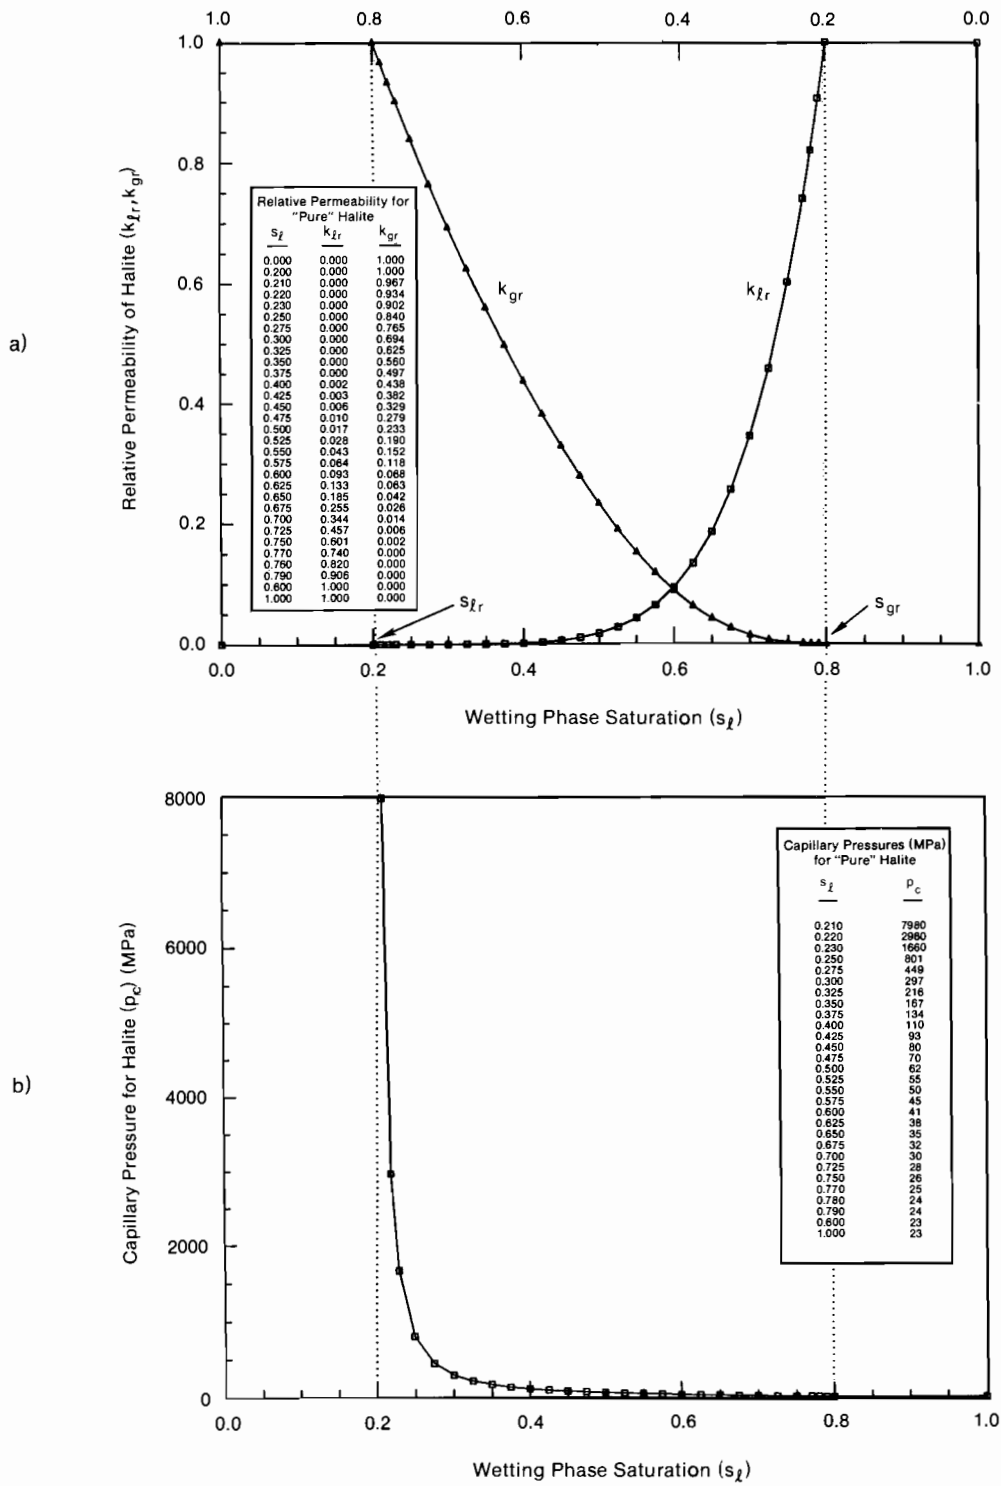 1.0 0.8 0.6 0.4 0.2 0.0
a)
Relative Permeability of Halite (kℓr, kgr)
1.0
0.8
0.6
0.4
0.2
0.0
Relative Permeability for
"Pure" Halite
sℓ kℓr kgr
0.000 0.000 1.000
0.200 0.000 1.000
0.210 0.000 0.967
0.220 0.000 0.934
0.230 0.000 0.902
0.250 0.000 0.840
0.275 0.000 0.765
0.300 0.000 0.694
0.325 0.000 0.625
0.350 0.000 0.560
0.375 0.000 0.497
0.400 0.002 0.438
0.425 0.003 0.382
0.450 0.006 0.329
0.475 0.010 0.279
0.500 0.017 0.233
0.525 0.028 0.190
0.550 0.043 0.152
0.575 0.064 0.118
0.600 0.093 0.068
0.625 0.133 0.063
0.650 0.185 0.042
0.675 0.255 0.026
0.700 0.344 0.014
0.725 0.457 0.006
0.750 0.601 0.002
0.770 0.740 0.000
0.760 0.820 0.000
0.790 0.906 0.000
0.600 1.000 0.000
1.000 1.000 0.000
kgr
kℓr
sℓr
sgr
0.0 0.2 0.4 0.6 0.8 1.0
Wetting Phase Saturation (sℓ)
b)
Capillary Pressure for Halite (pc) (MPa)
8000
6000
4000
2000
0
Capillary Pressures (MPa)
for "Pure" Halite
sℓ pc
0.210 7980
0.220 2960
0.230 1660
0.250 801
0.275 449
0.300 297
0.325 216
0.350 167
0.375 134
0.400 110
0.425 93
0.450 80
0.475 70
0.500 62
0.525 55
0.550 50
0.575 45
0.600 41
0.625 38
0.650 35
0.675 32
0.700 30
0.725 28
0.750 26
0.770 25
0.780 24
0.790 24
0.600 23
1.000 23
0.0 0.2 0.4 0.6 0.8 1.0
Wetting Phase Saturation (sℓ)